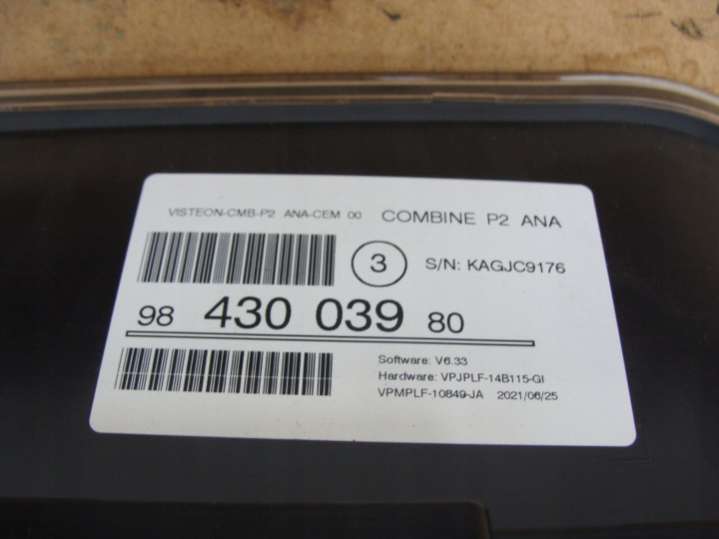 VISTEON-CMB-P2 ANA-CEM 00 COMBINE P2 ANA
3 S/N: KAGJC9176
98 430 039 80
Software: V6.33
Hardware: VPJPLF-14B115-GI
VPMPLF-10849-JA 2021/06/25